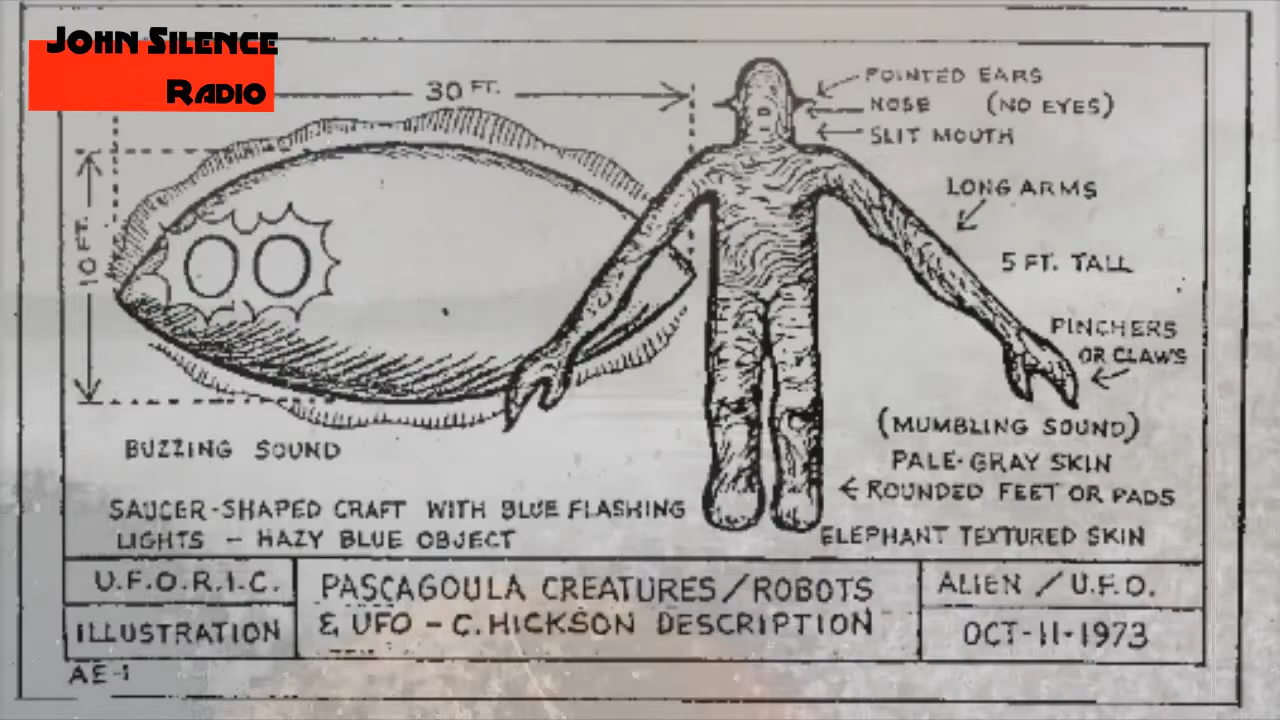 JOHN SILENCE
RADIO
30 FT.
10 FT.
POINTED EARS
NOSE (NO EYES)
SLIT MOUTH
LONG ARMS
5 FT. TALL
PINCHERS
OR CLAWS
(MUMBLING SOUND)
PALE-GRAY SKIN
ROUNDED FEET OR PADS
ELEPHANT TEXTURED SKIN
BUZZING SOUND
SAUCER-SHAPED CRAFT WITH BLUE FLASHING
LIGHTS - HAZY BLUE OBJECT
U.F.O.R.I.C.
ILLUSTRATION
PASCAGOULA CREATURES/ROBOTS
& UFO - C. HICKSON DESCRIPTION
ALIEN / U.F.O.
OCT-11-1973
AE-1